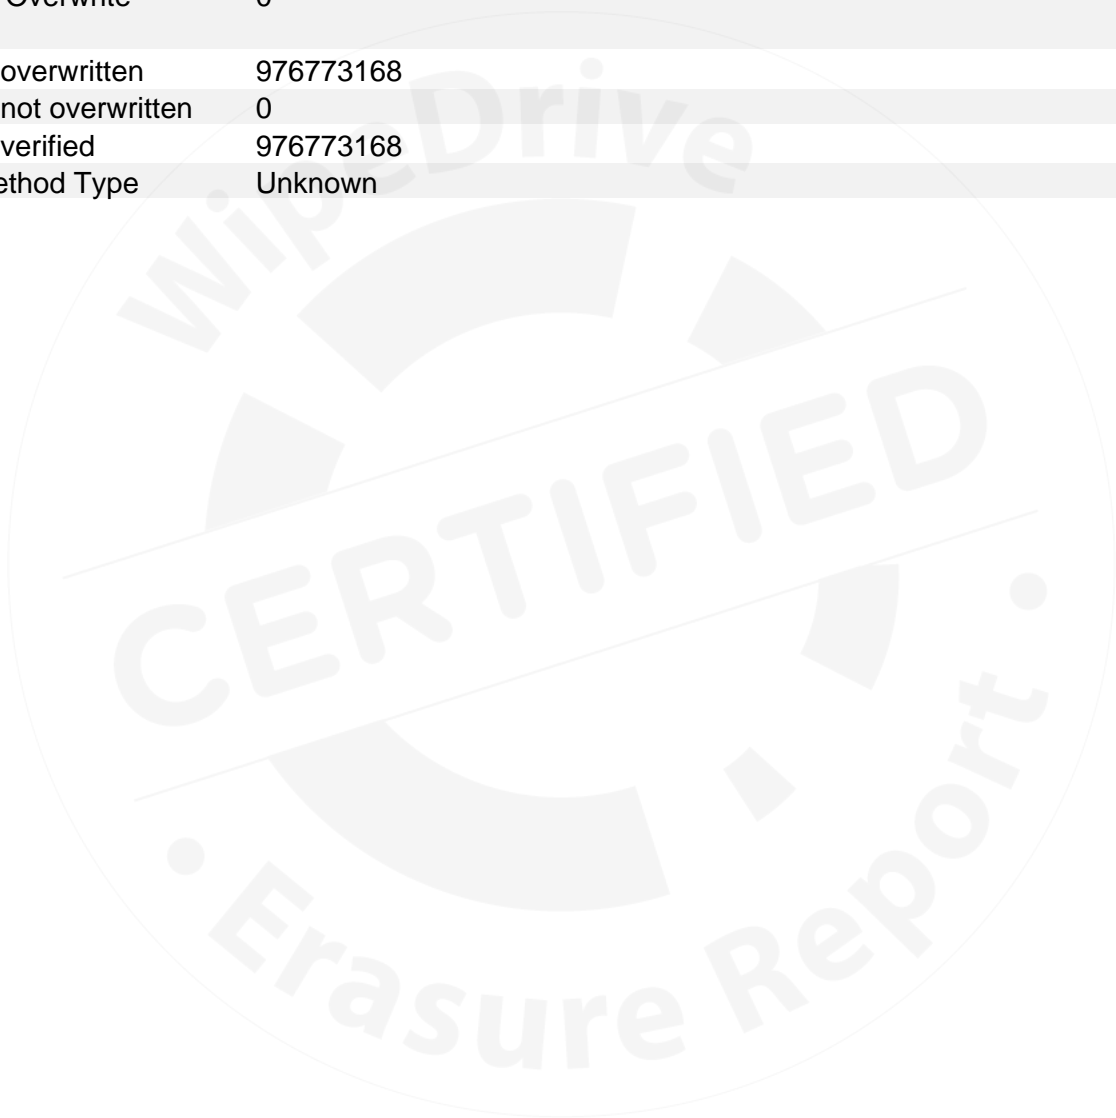 Overwrite 0
overwritten 976773168
not overwritten 0
verified 976773168
ethod Type Unknown
WipeDrive
CERTIFIED
Erasure Report